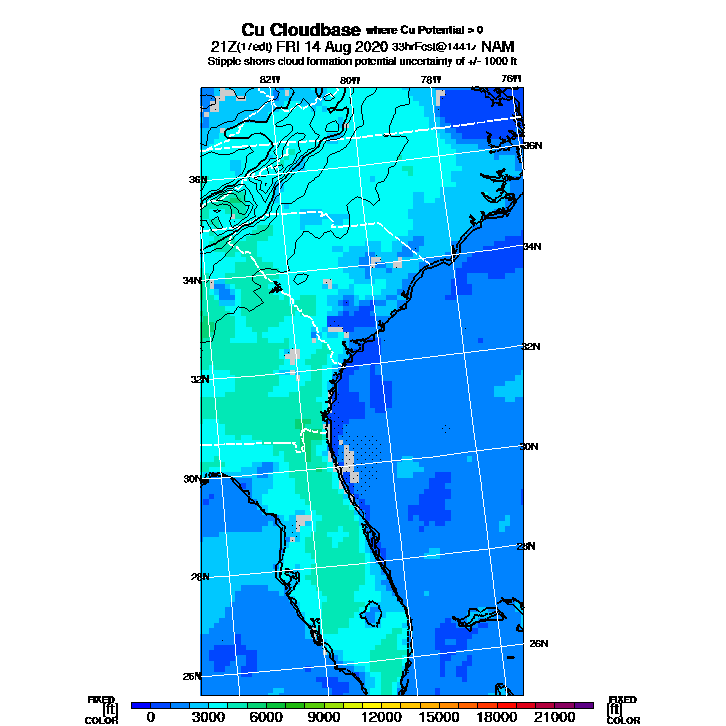 Cu Cloudbase where Cu Potential > 0
21Z(17edt) FRI 14 Aug 2020 33hrFcst@1441z NAM
Stipple shows cloud formation potential uncertainty of +/- 1000 ft
82W 80W 78W 76W
36N 36N
34N 34N
32N 32N
30N 30N
28N 28N
26N 26N
FIXED FIXED
[ft] [ft]
COLOR COLOR
0 3000 6000 9000 12000 15000 18000 21000